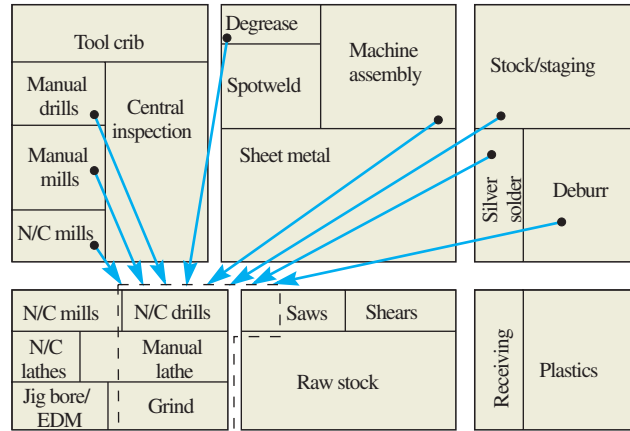 Tool crib
Manual
drills
Central
inspection
Manual
mills
N/C mills
Degrease
Spotweld
Machine
assembly
Sheet metal
Stock/staging
Silver
solder
Deburr
N/C mills
N/C drills
N/C
lathes
Manual
lathe
Jig bore/
EDM
Grind
Saws
Shears
Raw stock
Receiving
Plastics